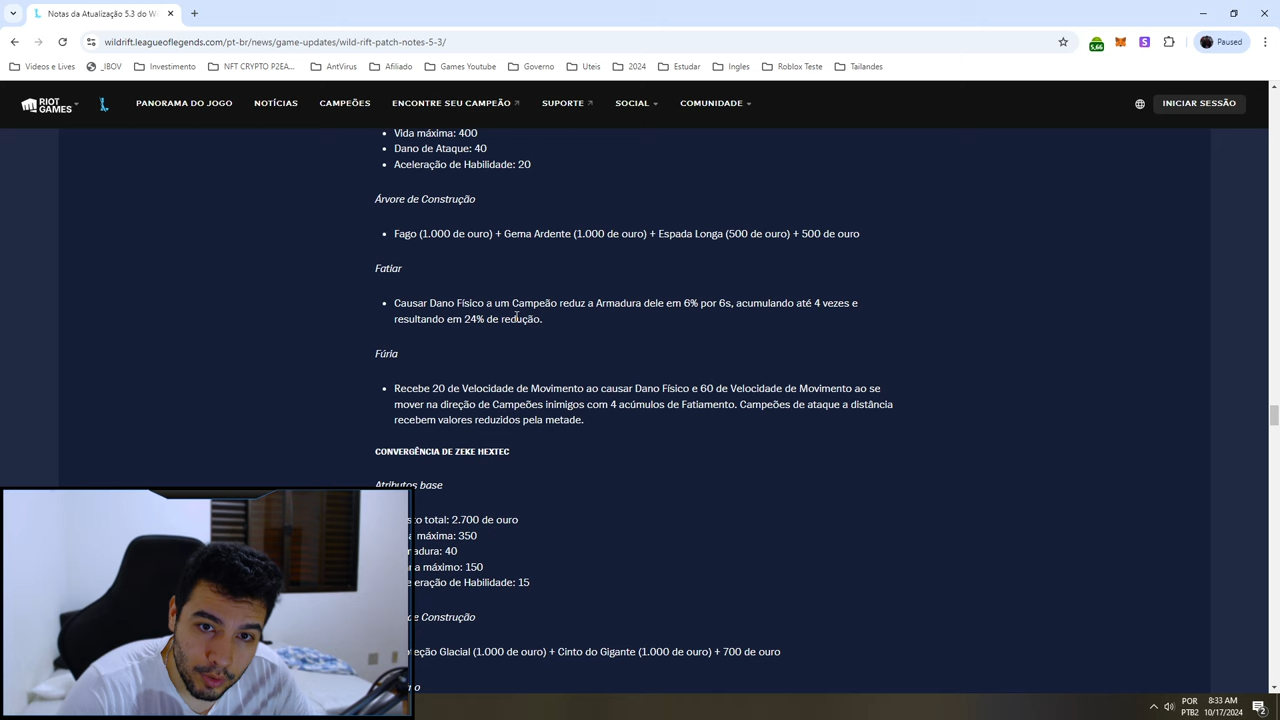 Notas da Atualização 5.3 do Wi
wildrift.leagueoflegends.com/pt-br/news/game-updates/wild-rift-patch-notes-5-3/
5,66
S
Paused
Videos e Lives
_IBOV
Investimento
NFT CRYPTO P2EA...
AntVirus
Afiliado
Games Youtube
Governo
Uteis
2024
Estudar
Ingles
Roblox Teste
Tailandes
RIOT GAMES
PANORAMA DO JOGO
NOTÍCIAS
CAMPEÕES
ENCONTRE SEU CAMPEÃO
SUPORTE
SOCIAL
COMUNIDADE
INICIAR SESSÃO
Vida máxima: 400
Dano de Ataque: 40
Aceleração de Habilidade: 20
Árvore de Construção
Fago (1.000 de ouro) + Gema Ardente (1.000 de ouro) + Espada Longa (500 de ouro) + 500 de ouro
Fatiar
Causar Dano Físico a um Campeão reduz a Armadura dele em 6% por 6s, acumulando até 4 vezes e
resultando em 24% de redução.
Fúria
Recebe 20 de Velocidade de Movimento ao causar Dano Físico e 60 de Velocidade de Movimento ao se
mover na direção de Campeões inimigos com 4 acúmulos de Fatiamento. Campeões de ataque a distância
recebem valores reduzidos pela metade.
CONVERGÊNCIA DE ZEKE HEXTEC
Atributos base
to total: 2.700 de ouro
a máxima: 350
adura: 40
a máximo: 150
eração de Habilidade: 15
de Construção
eção Glacial (1.000 de ouro) + Cinto do Gigante (1.000 de ouro) + 700 de ouro
o
POR
PTB2
8:33 AM
10/17/2024
2